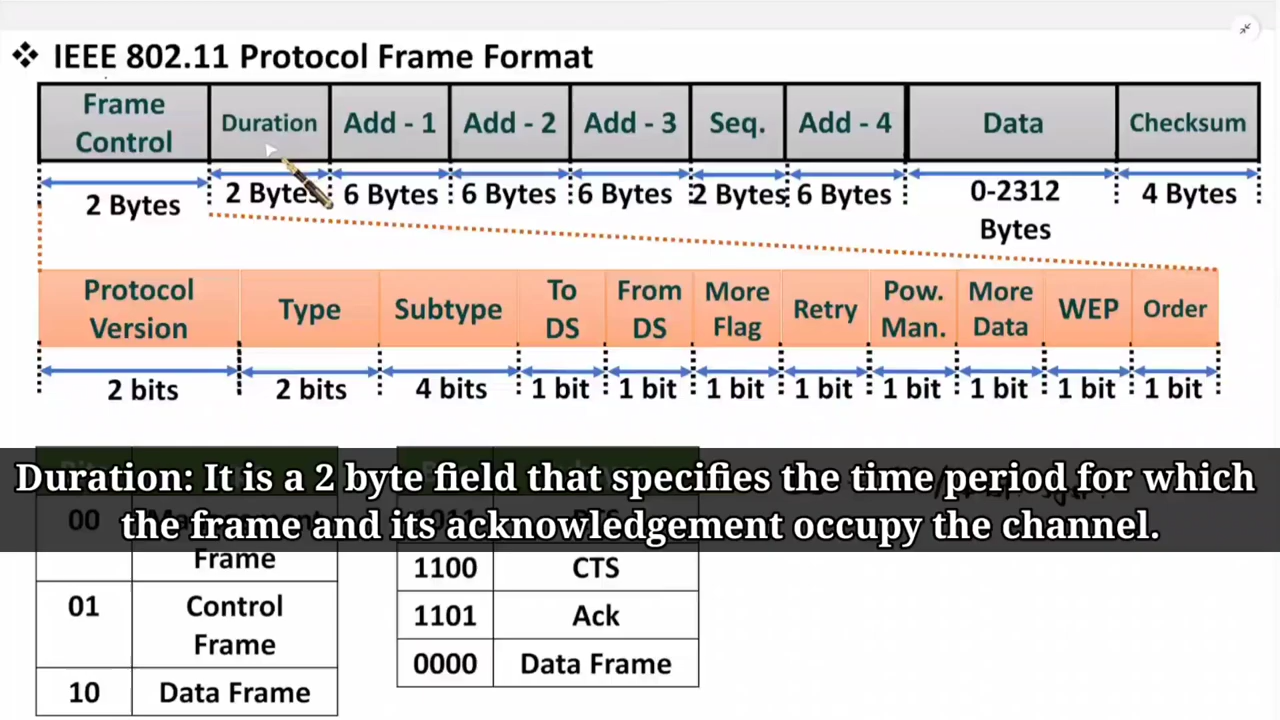 ❖ IEEE 802.11 Protocol Frame Format
Frame Control Duration Add - 1 Add - 2 Add - 3 Seq. Add - 4 Data Checksum
2 Bytes 2 Bytes 6 Bytes 6 Bytes 6 Bytes 2 Bytes 6 Bytes 0-2312 Bytes 4 Bytes
Protocol Version Type Subtype To DS From DS More Flag Retry Pow. Man. More Data WEP Order
2 bits 2 bits 4 bits 1 bit 1 bit 1 bit 1 bit 1 bit 1 bit 1 bit 1 bit
Duration: It is a 2 byte field that specifies the time period for which
the frame and its acknowledgement occupy the channel.
00 Management Frame
01 Control Frame
10 Data Frame
1011 RTS
1100 CTS
1101 Ack
0000 Data Frame